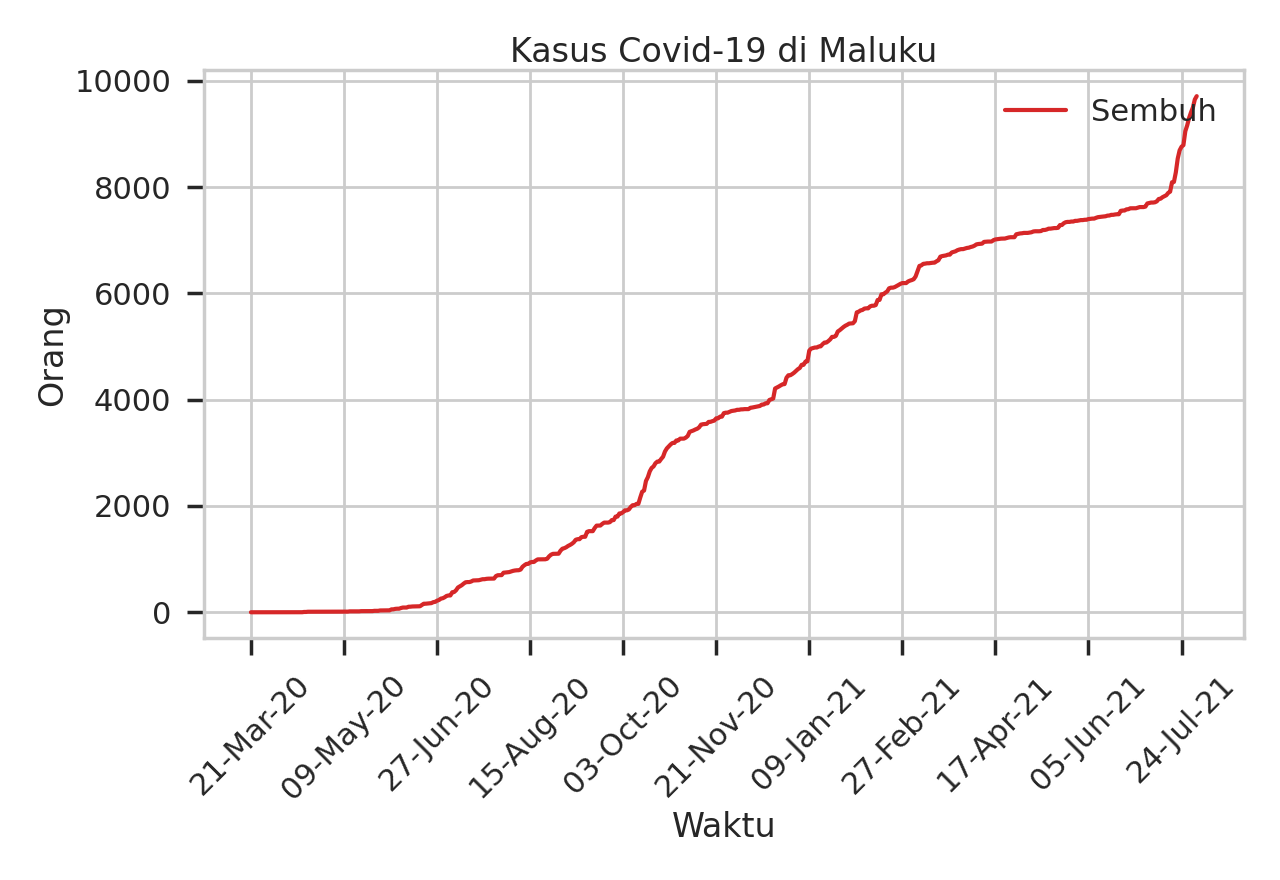 Kasus Covid-19 di Maluku
Sembuh
Orang
10000
8000
6000
4000
2000
0
21-Mar-20
09-May-20
27-Jun-20
15-Aug-20
03-Oct-20
21-Nov-20
09-Jan-21
27-Feb-21
17-Apr-21
05-Jun-21
24-Jul-21
Waktu